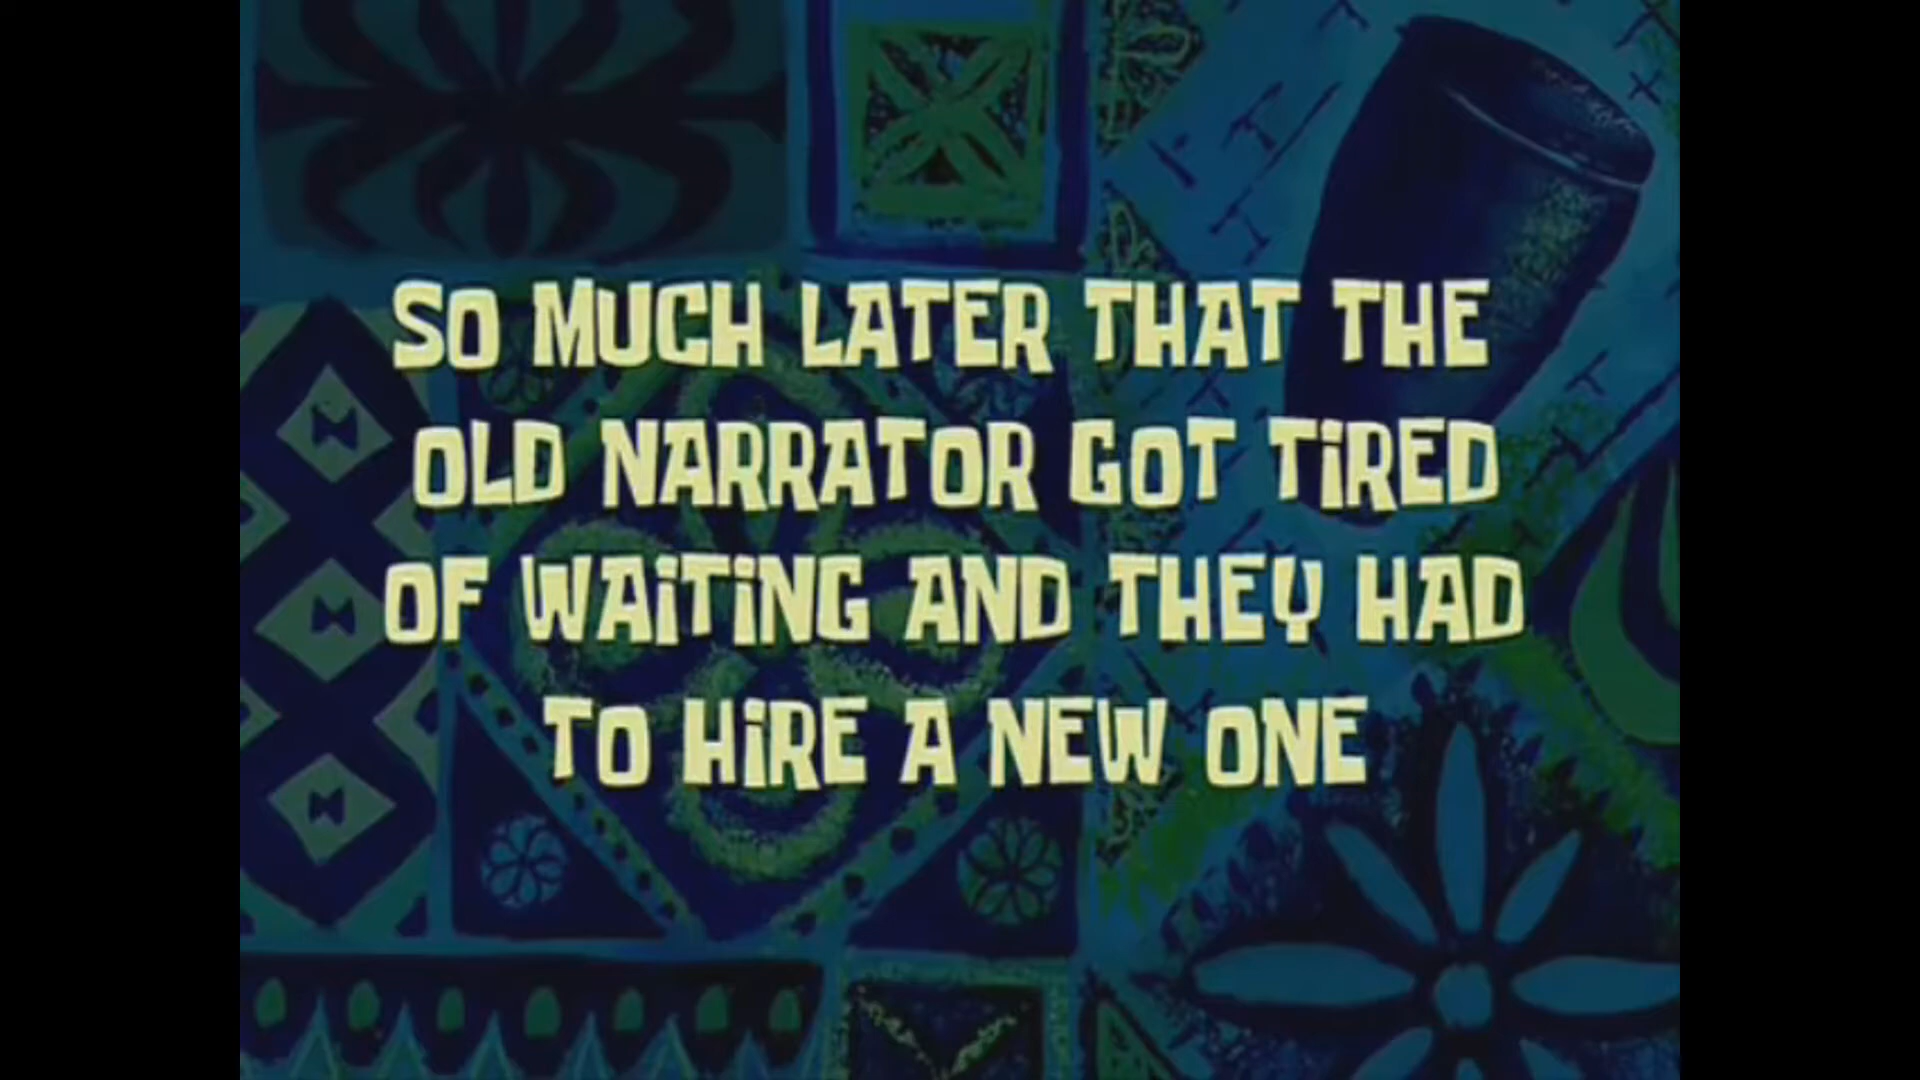 SO MUCH LATER THAT THE
OLD NARRATOR GOT TiRED
OF WAiTiNG AND THEY HAD
TO HiRE A NEW ONE